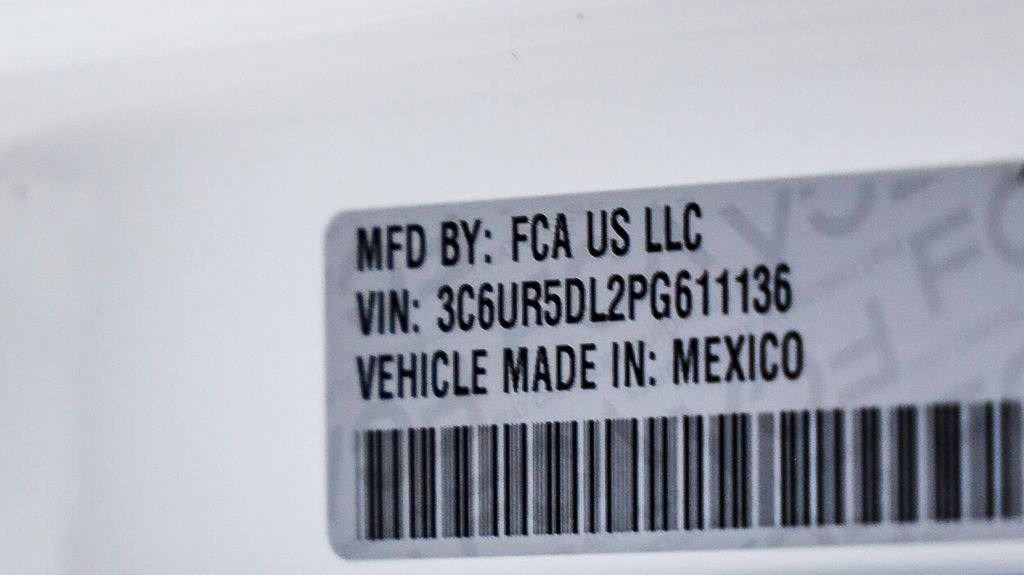 MFD BY: FCA US LLC
VIN: 3C6UR5DL2PG611136
VEHICLE MADE IN: MEXICO